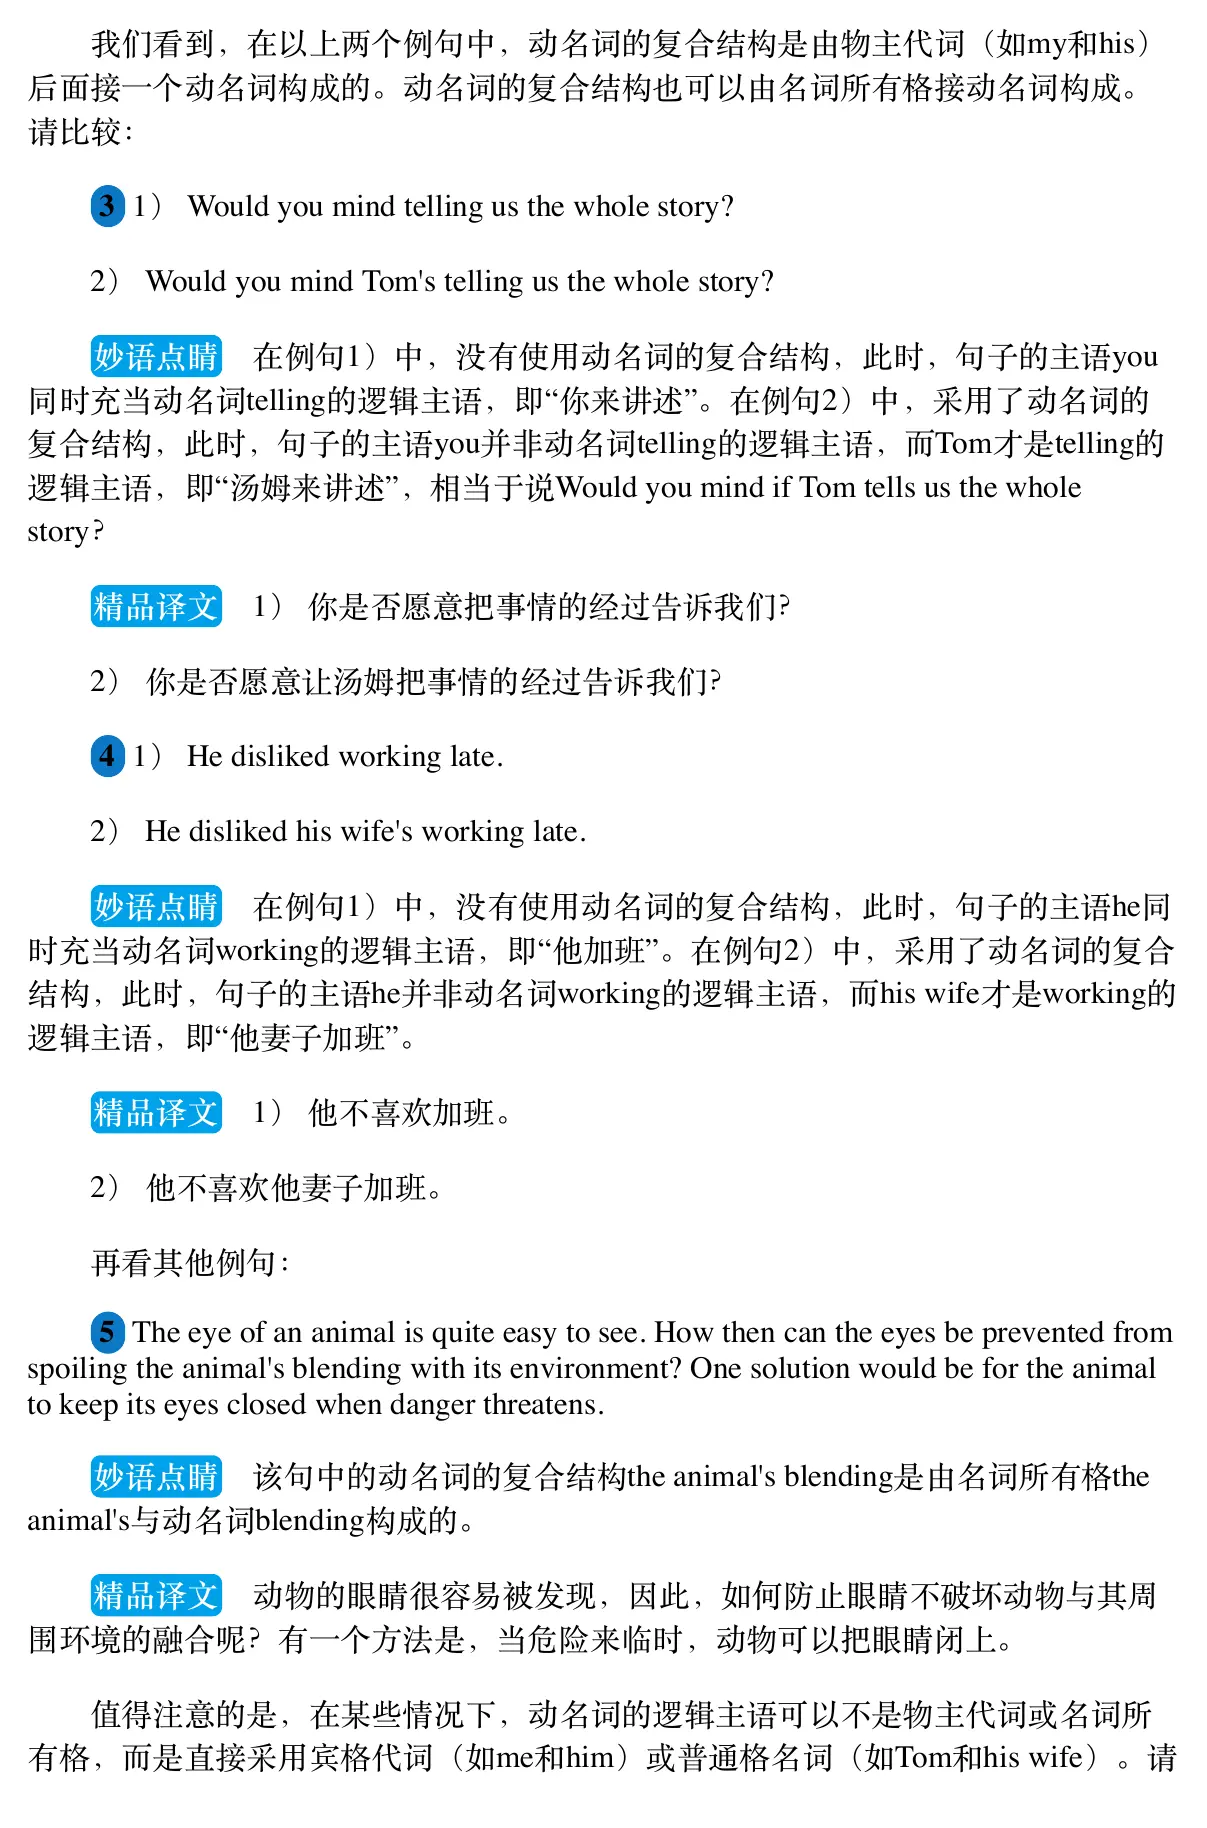 我们看到，在以上两个例句中，动名词的复合结构是由物主代词（如my和his）
后面接一个动名词构成的。动名词的复合结构也可以由名词所有格接动名词构成。
请比较：
3 1） Would you mind telling us the whole story?
2） Would you mind Tom's telling us the whole story?
妙语点睛 在例句1）中，没有使用动名词的复合结构，此时，句子的主语you
同时充当动名词telling的逻辑主语，即“你来讲述”。在例句2）中，采用了动名词的
复合结构，此时，句子的主语you并非动名词telling的逻辑主语，而Tom才是telling的
逻辑主语，即“汤姆来讲述”，相当于说Would you mind if Tom tells us the whole
story?
精品译文 1） 你是否愿意把事情的经过告诉我们?
2） 你是否愿意让汤姆把事情的经过告诉我们?
4 1） He disliked working late.
2） He disliked his wife's working late.
妙语点睛 在例句1）中，没有使用动名词的复合结构，此时，句子的主语he同
时充当动名词working的逻辑主语，即“他加班”。在例句2）中，采用了动名词的复合
结构，此时，句子的主语he并非动名词working的逻辑主语，而his wife才是working的
逻辑主语，即“他妻子加班”。
精品译文 1） 他不喜欢加班。
2） 他不喜欢他妻子加班。
再看其他例句：
5 The eye of an animal is quite easy to see. How then can the eyes be prevented from
spoiling the animal's blending with its environment? One solution would be for the animal
to keep its eyes closed when danger threatens.
妙语点睛 该句中的动名词的复合结构the animal's blending是由名词所有格the
animal's与动名词blending构成的。
精品译文 动物的眼睛很容易被发现，因此，如何防止眼睛不破坏动物与其周
围环境的融合呢？有一个方法是，当危险来临时，动物可以把眼睛闭上。
值得注意的是，在某些情况下，动名词的逻辑主语可以不是物主代词或名词所
有格，而是直接采用宾格代词（如me和him）或普通格名词（如Tom和his wife）。请